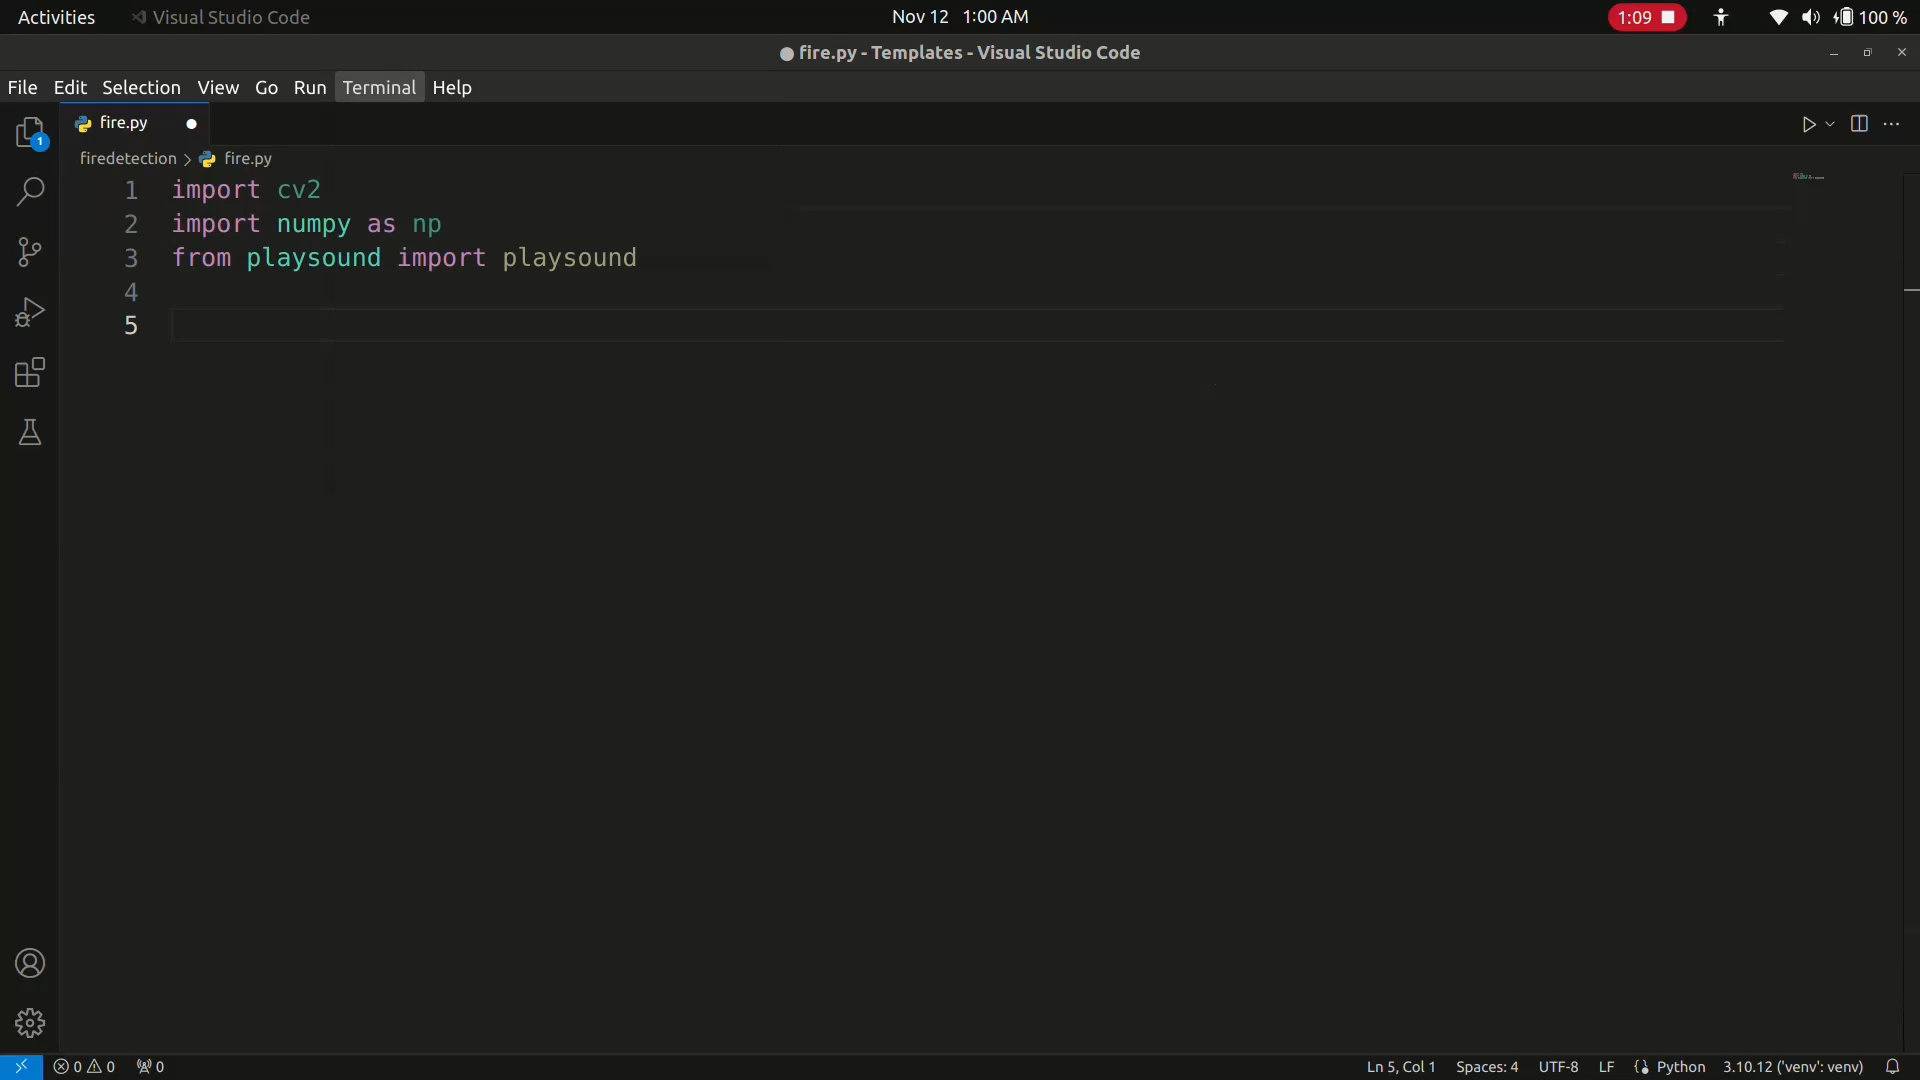 Activities Visual Studio Code Nov 12 1:00 AM 1:09 100 %
● fire.py - Templates - Visual Studio Code
File Edit Selection View Go Run Terminal Help
fire.py
1
firedetection > fire.py
1 import cv2
2 import numpy as np
3 from playsound import playsound
4
5
0 0 0 Ln 5, Col 1 Spaces: 4 UTF-8 LF Python 3.10.12 ('venv': venv)